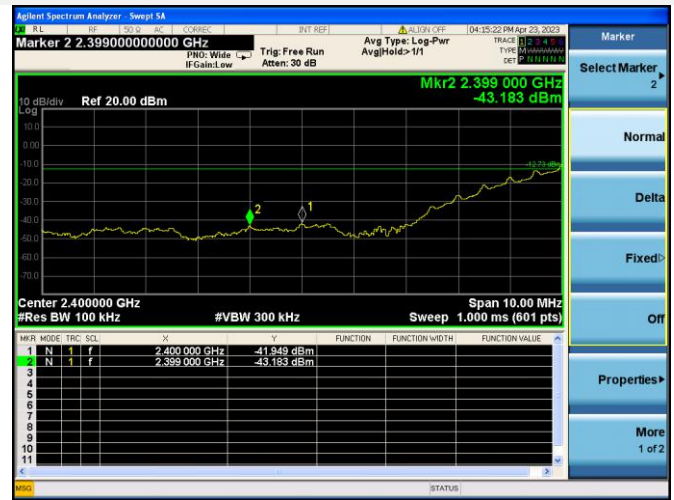 Agilent Spectrum Analyzer - Swept SA
RL RF 50 Ω AC CORREC INT REF ALIGN OFF 04:15:22 PM Apr 23, 2023
Marker 2 2.399000000000 GHz
PNO: Wide Trig: Free Run Avg Type: Log-Pwr TRACE 1 2 3 4 5 6
IFGain:Low Atten: 30 dB Avg|Hold>1/1 TYPE
DET P N N N N N
Mkr2 2.399 000 GHz
-43.183 dBm
10 dB/div Ref 20.00 dBm
Log
10.0
0.00
-10.0
-12.73 dBm
-20.0
-30.0
-40.0
2
1
-50.0
-60.0
-70.0
Center 2.400000 GHz Span 10.00 MHz
#Res BW 100 kHz #VBW 300 kHz Sweep 1.000 ms (601 pts)
MKR MODE TRC SCL X Y FUNCTION FUNCTION WIDTH FUNCTION VALUE
1 N 1 f 2.400 000 GHz -41.949 dBm
2 N 1 f 2.399 000 GHz -43.183 dBm
3
4
5
6
7
8
9
10
11
MSG STATUS
Marker
Select Marker
2
Normal
Delta
Fixed
Off
Properties
More
1 of 2